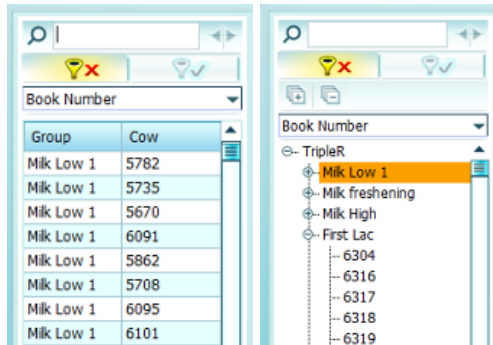 Book Number
Group Cow
Milk Low 1 5782
Milk Low 1 5735
Milk Low 1 5670
Milk Low 1 6091
Milk Low 1 5862
Milk Low 1 5708
Milk Low 1 6095
Milk Low 1 6101
Book Number
TripleR
Milk Low 1
Milk freshening
Milk High
First Lac
6304
6316
6317
6318
6319